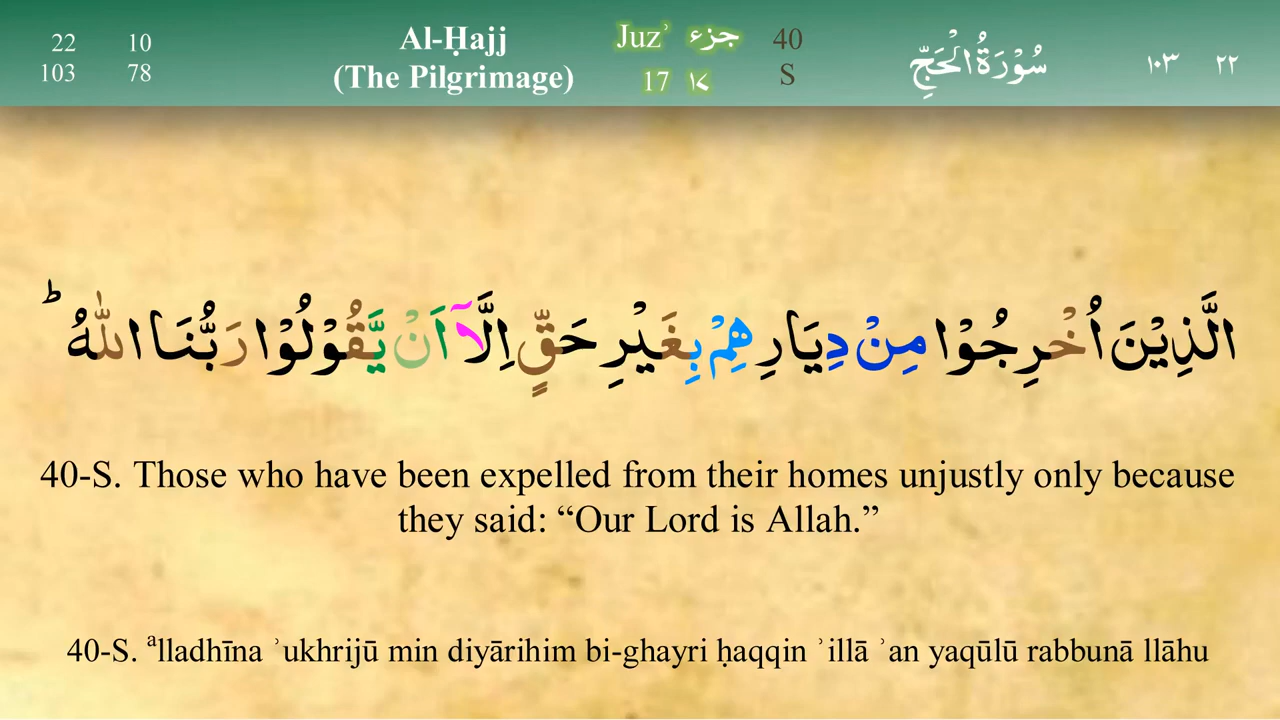 22 10
103 78
Al-Ḥajj
(The Pilgrimage)
Juzʾ جزء
17 ١٧
40
S
سُوْرَةُ الْحَجِّ
٢٢ ١٠٣
الَّذِيْنَ اُخْرِجُوْا مِنْ دِيَارِهِمْ بِغَيْرِ حَقٍّ اِلَّآ اَنْ يَّقُوْلُوْا رَبُّنَا اللّٰهُ ؕ
40-S. Those who have been expelled from their homes unjustly only because
they said: “Our Lord is Allah.”
40-S. ᵃlladhīna ʾukhrijū min diyārihim bi-ghayri ḥaqqin ʾillā ʾan yaqūlū rabbunā llāhu